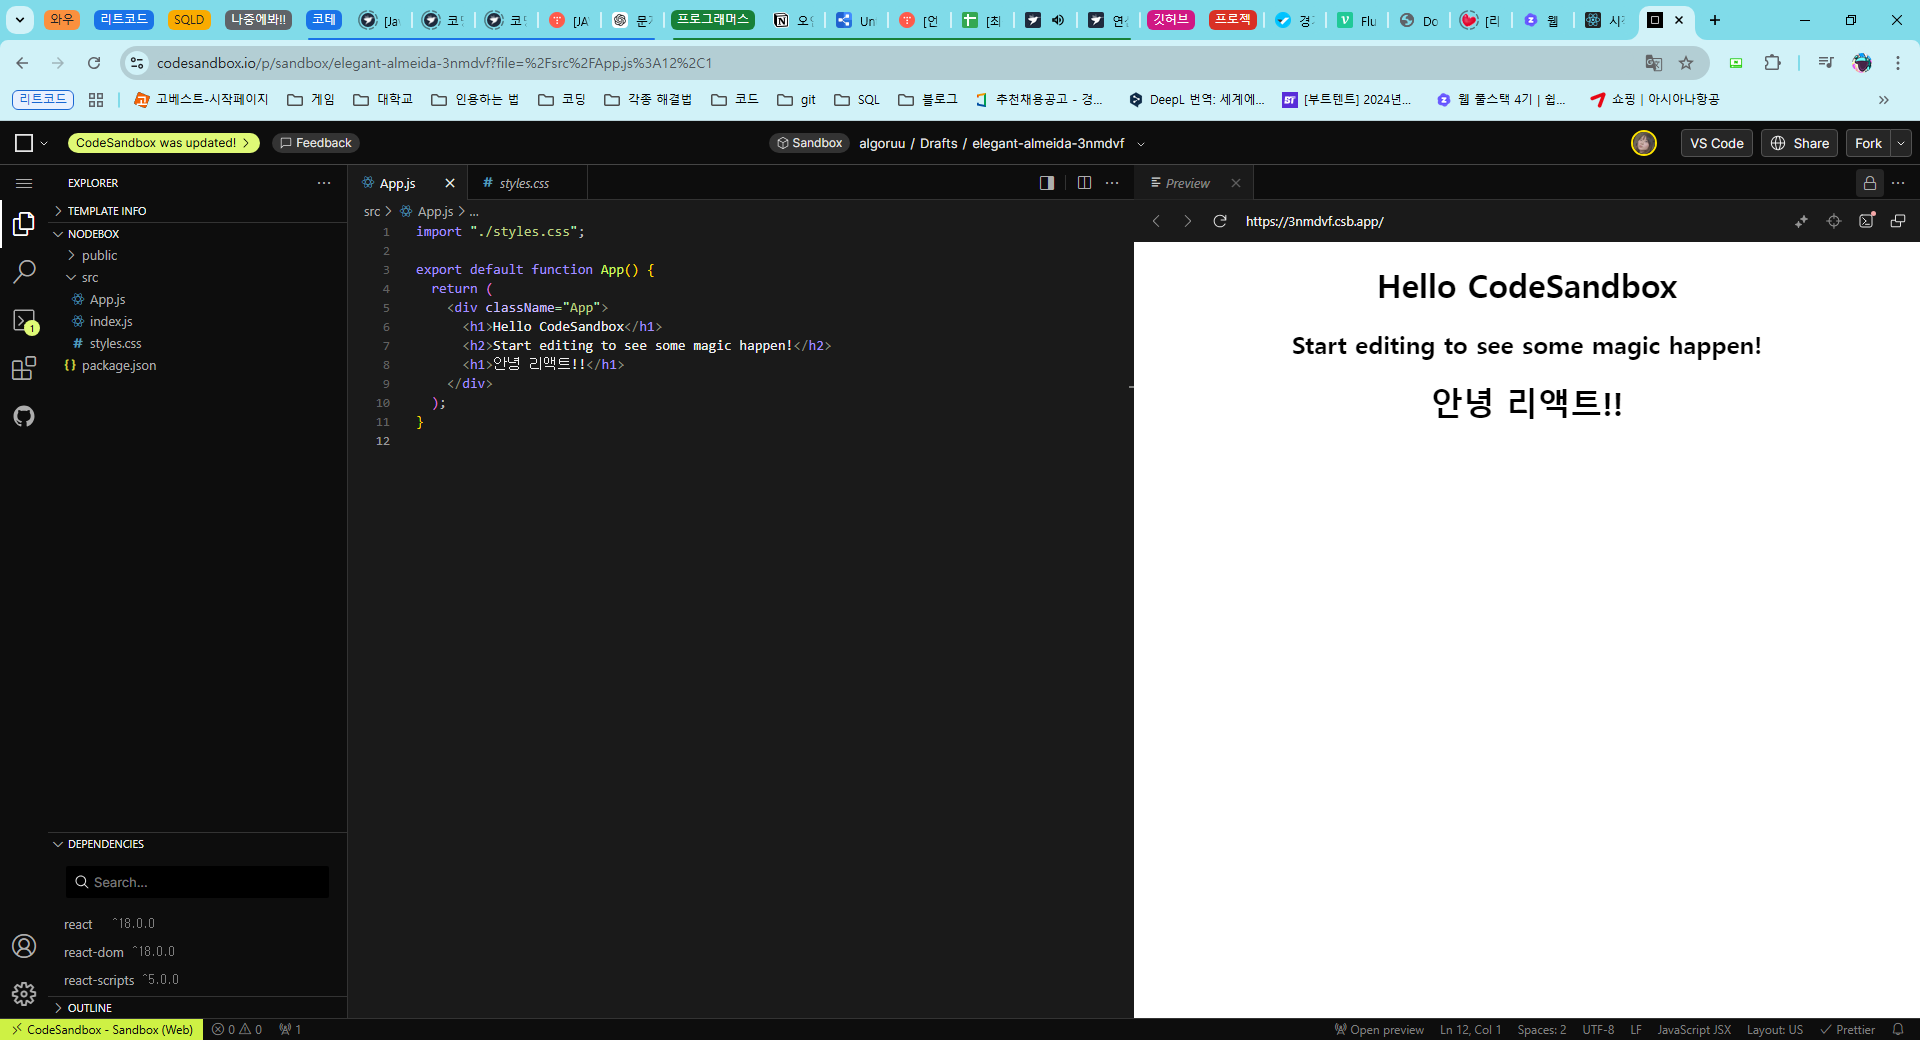 와우 리트코드 SQLD 나중에봐!! 코테 [Ja 코 코 [JA 문 프로그래머스 오 Un [언 [최 연 깃허브 프로젝 경 Flu Do [리 웹 시
codesandbox.io/p/sandbox/elegant-almeida-3nmdvf?file=%2Fsrc%2FApp.js%3A12%2C1
리트코드 고베스트-시작페이지 게임 대학교 인용하는 법 코딩 각종 해결법 코드 git SQL 블로그 추천채용공고 - 경... DeepL 번역: 세계에... [부트텐트] 2024년... 웹 풀스택 4기 | 쉽... 쇼핑 | 아시아나항공
CodeSandbox was updated! Feedback Sandbox algoruu / Drafts / elegant-almeida-3nmdvf VS Code Share Fork
EXPLORER
TEMPLATE INFO
NODEBOX
public
src
App.js
index.js
styles.css
{} package.json
1
DEPENDENCIES
Search...
react ^18.0.0
react-dom ^18.0.0
react-scripts ^5.0.0
OUTLINE
App.js # styles.css
src > App.js > ...
1 import "./styles.css";
2
3 export default function App() {
4 return (
5 <div className="App">
6 <h1>Hello CodeSandbox</h1>
7 <h2>Start editing to see some magic happen!</h2>
8 <h1>안녕 리액트!!</h1>
9 </div>
10 );
11 }
12
Preview
https://3nmdvf.csb.app/
Hello CodeSandbox
Start editing to see some magic happen!
안녕 리액트!!
CodeSandbox - Sandbox (Web) 0 0 1 Open preview Ln 12, Col 1 Spaces: 2 UTF-8 LF JavaScript JSX Layout: US Prettier